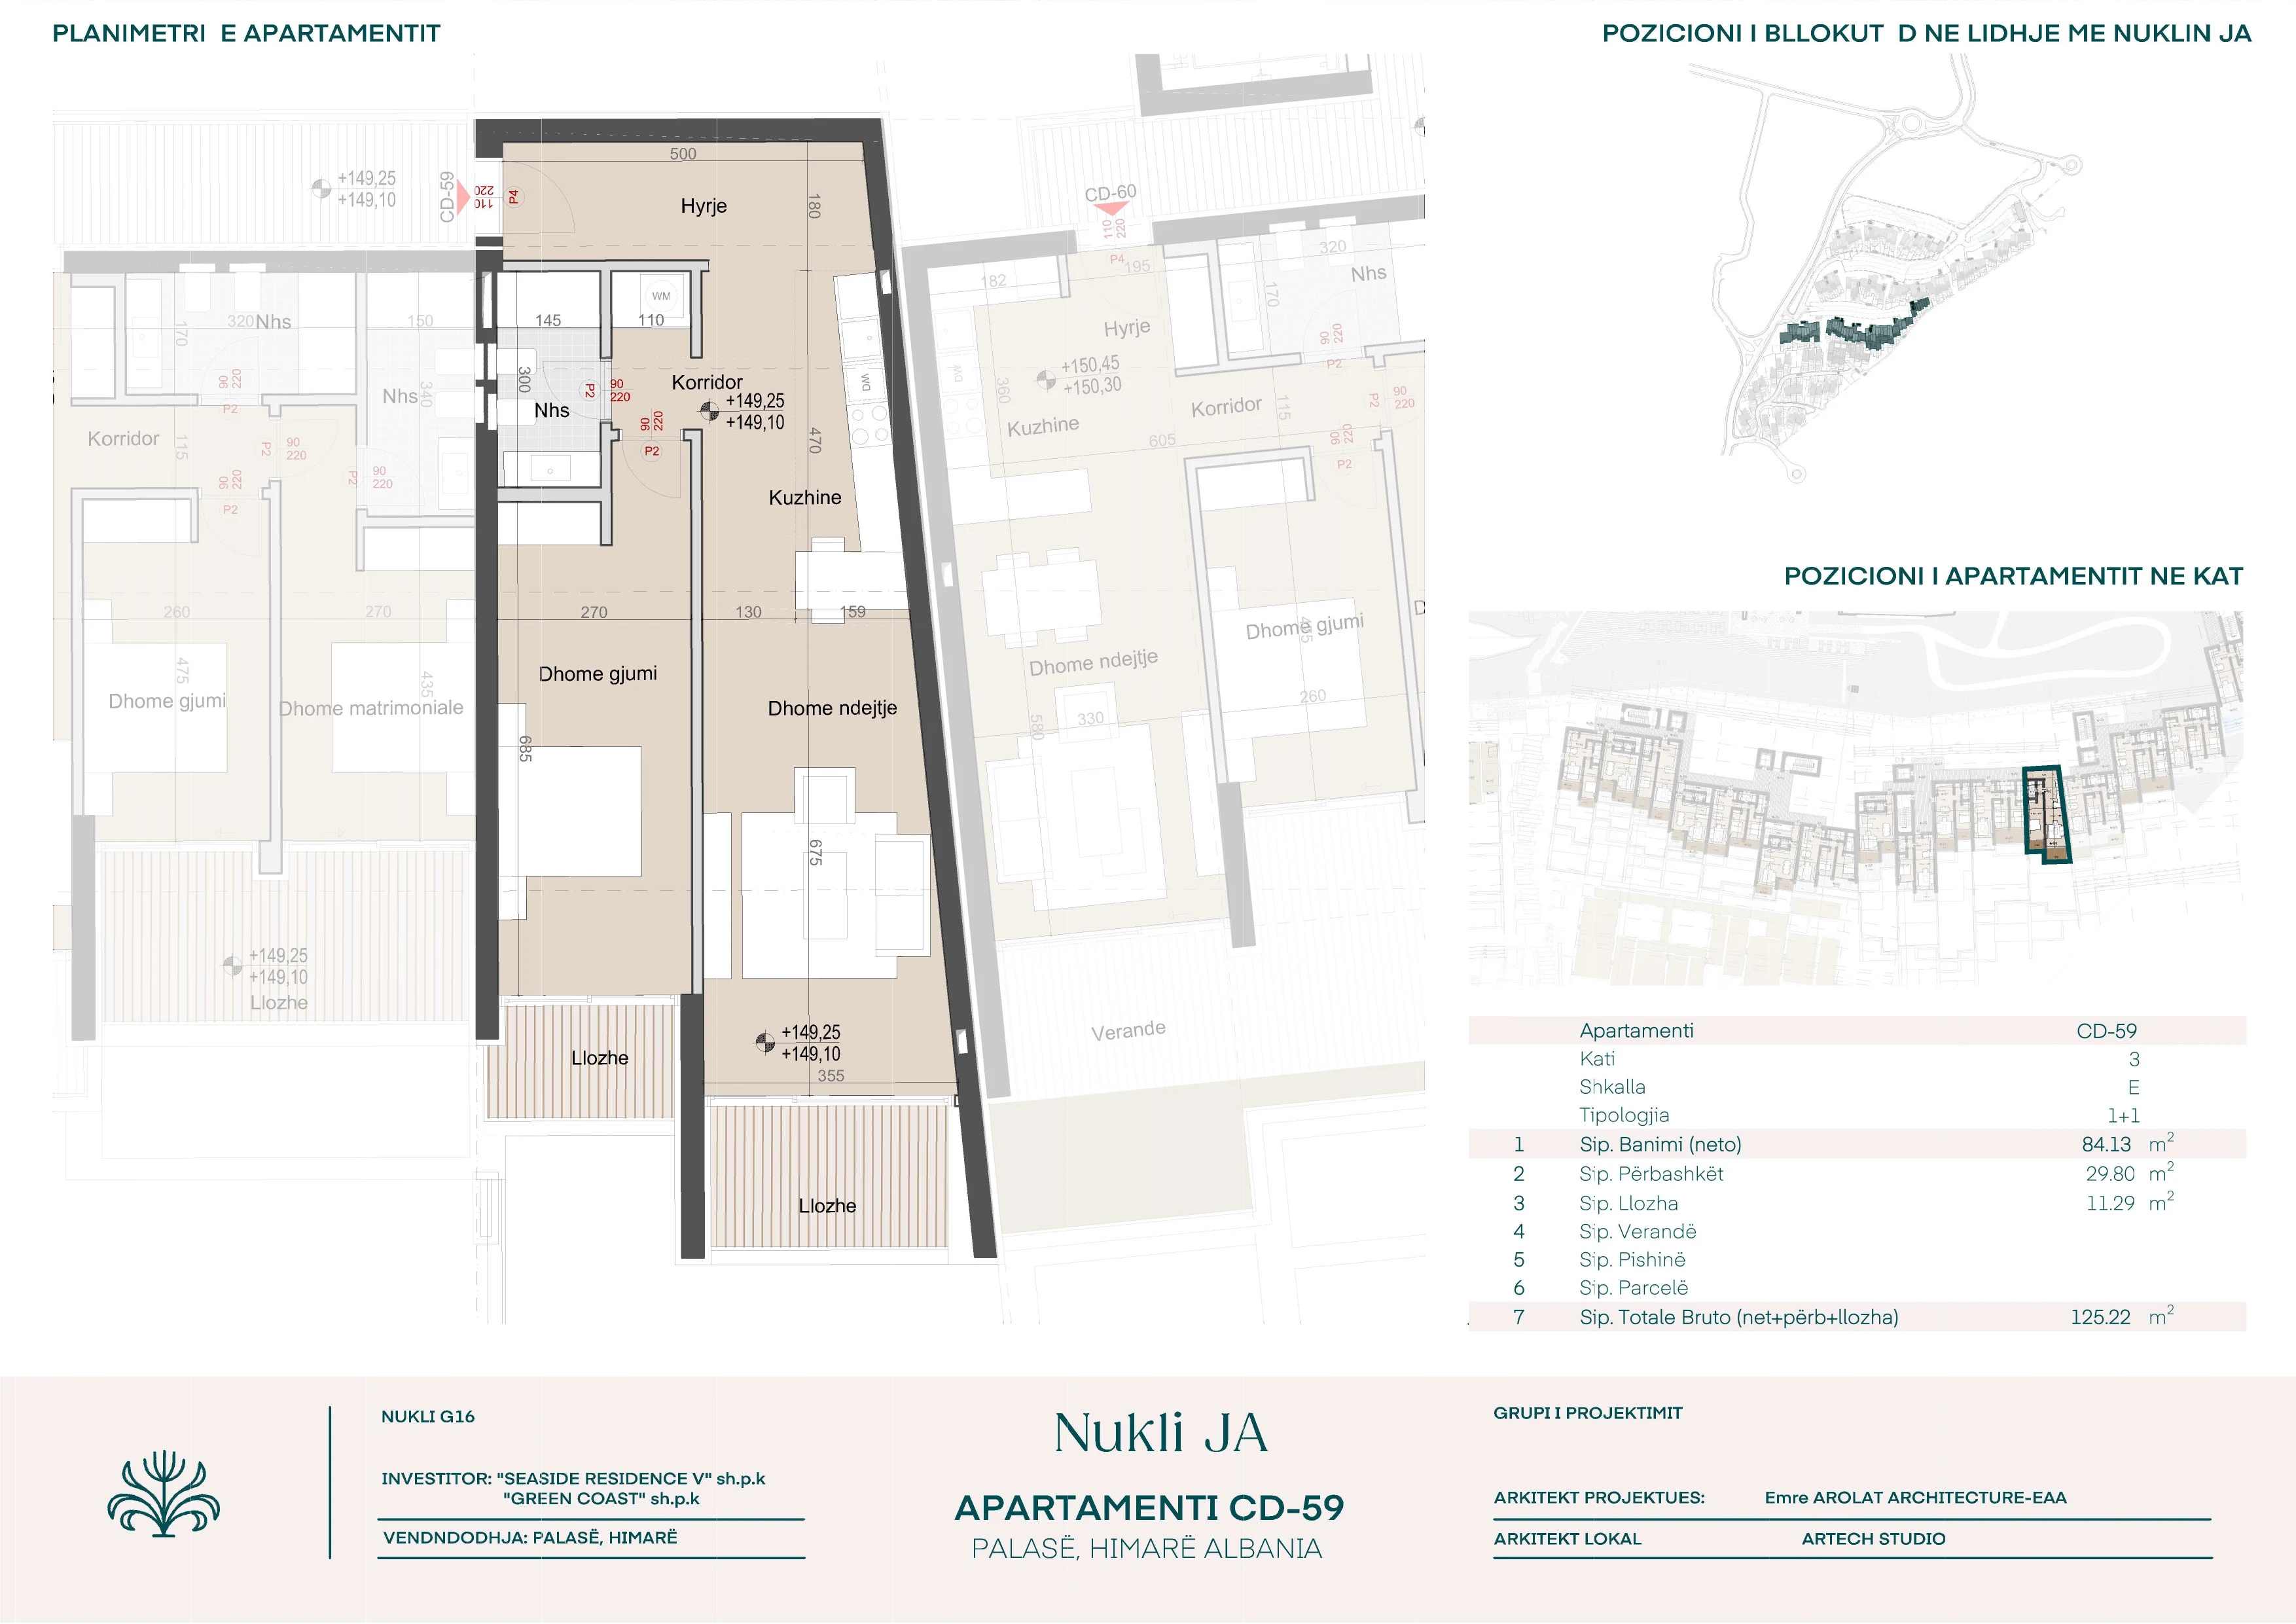 PLANIMETRI E APARTAMENTIT
POZICIONI I BLLOKUT D NE LIDHJE ME NUKLIN JA
500
+149,25
+149,10
CD-59
110
220
P4
Hyrje
180
CD-60
110
220
P4
195
182
320
Nhs
170
WM
145
110
320
Nhs
170
150
Hyrje
+150,45
+150,30
90
220
P2
Korridor
+149,25
+149,10
WD
300
Nhs
P2
90
220
90
220
P2
Nhs
340
90
220
P2
Korridor
115
P2
90
220
P2
90
220
90
220
P2
470
Kuzhine
360
DW
Kuzhine
Korridor
115
605
P2
90
220
90
220
P2
POZICIONI I APARTAMENTIT NE KAT
260
270
270
130
159
Dhome gjumi
475
Dhome matrimoniale
435
Dhome gjumi
685
Dhome ndejtje
675
Dhome ndejtje
330
580
Dhome gjumi
260
+149,25
+149,10
Llozhe
Llozhe
+149,25
+149,10
355
Verande
Llozhe
Apartamenti CD-59
Kati 3
Shkalla E
Tipologjia 1+1
1 Sip. Banimi (neto) 84.13 m²
2 Sip. Përbashkët 29.80 m²
3 Sip. Llozha 11.29 m²
4 Sip. Verandë
5 Sip. Pishinë
6 Sip. Parcelë
7 Sip. Totale Bruto (net+përb+llozha) 125.22 m²
NUKLI G16
INVESTITOR: "SEASIDE RESIDENCE V" sh.p.k
"GREEN COAST" sh.p.k
VENDNDODHJA: PALASË, HIMARË
Nukli JA
APARTAMENTI CD-59
PALASË, HIMARË ALBANIA
GRUPI I PROJEKTIMIT
ARKITEKT PROJEKTUES: Emre AROLAT ARCHITECTURE-EAA
ARKITEKT LOKAL ARTECH STUDIO